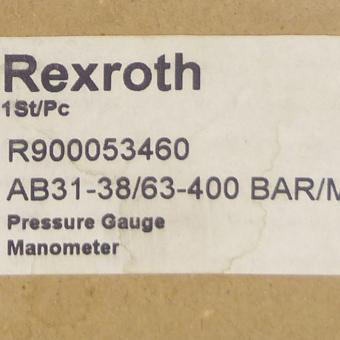 Rexroth
1St/Pc
R900053460
AB31-38/63-400 BAR/M
Pressure Gauge
Manometer